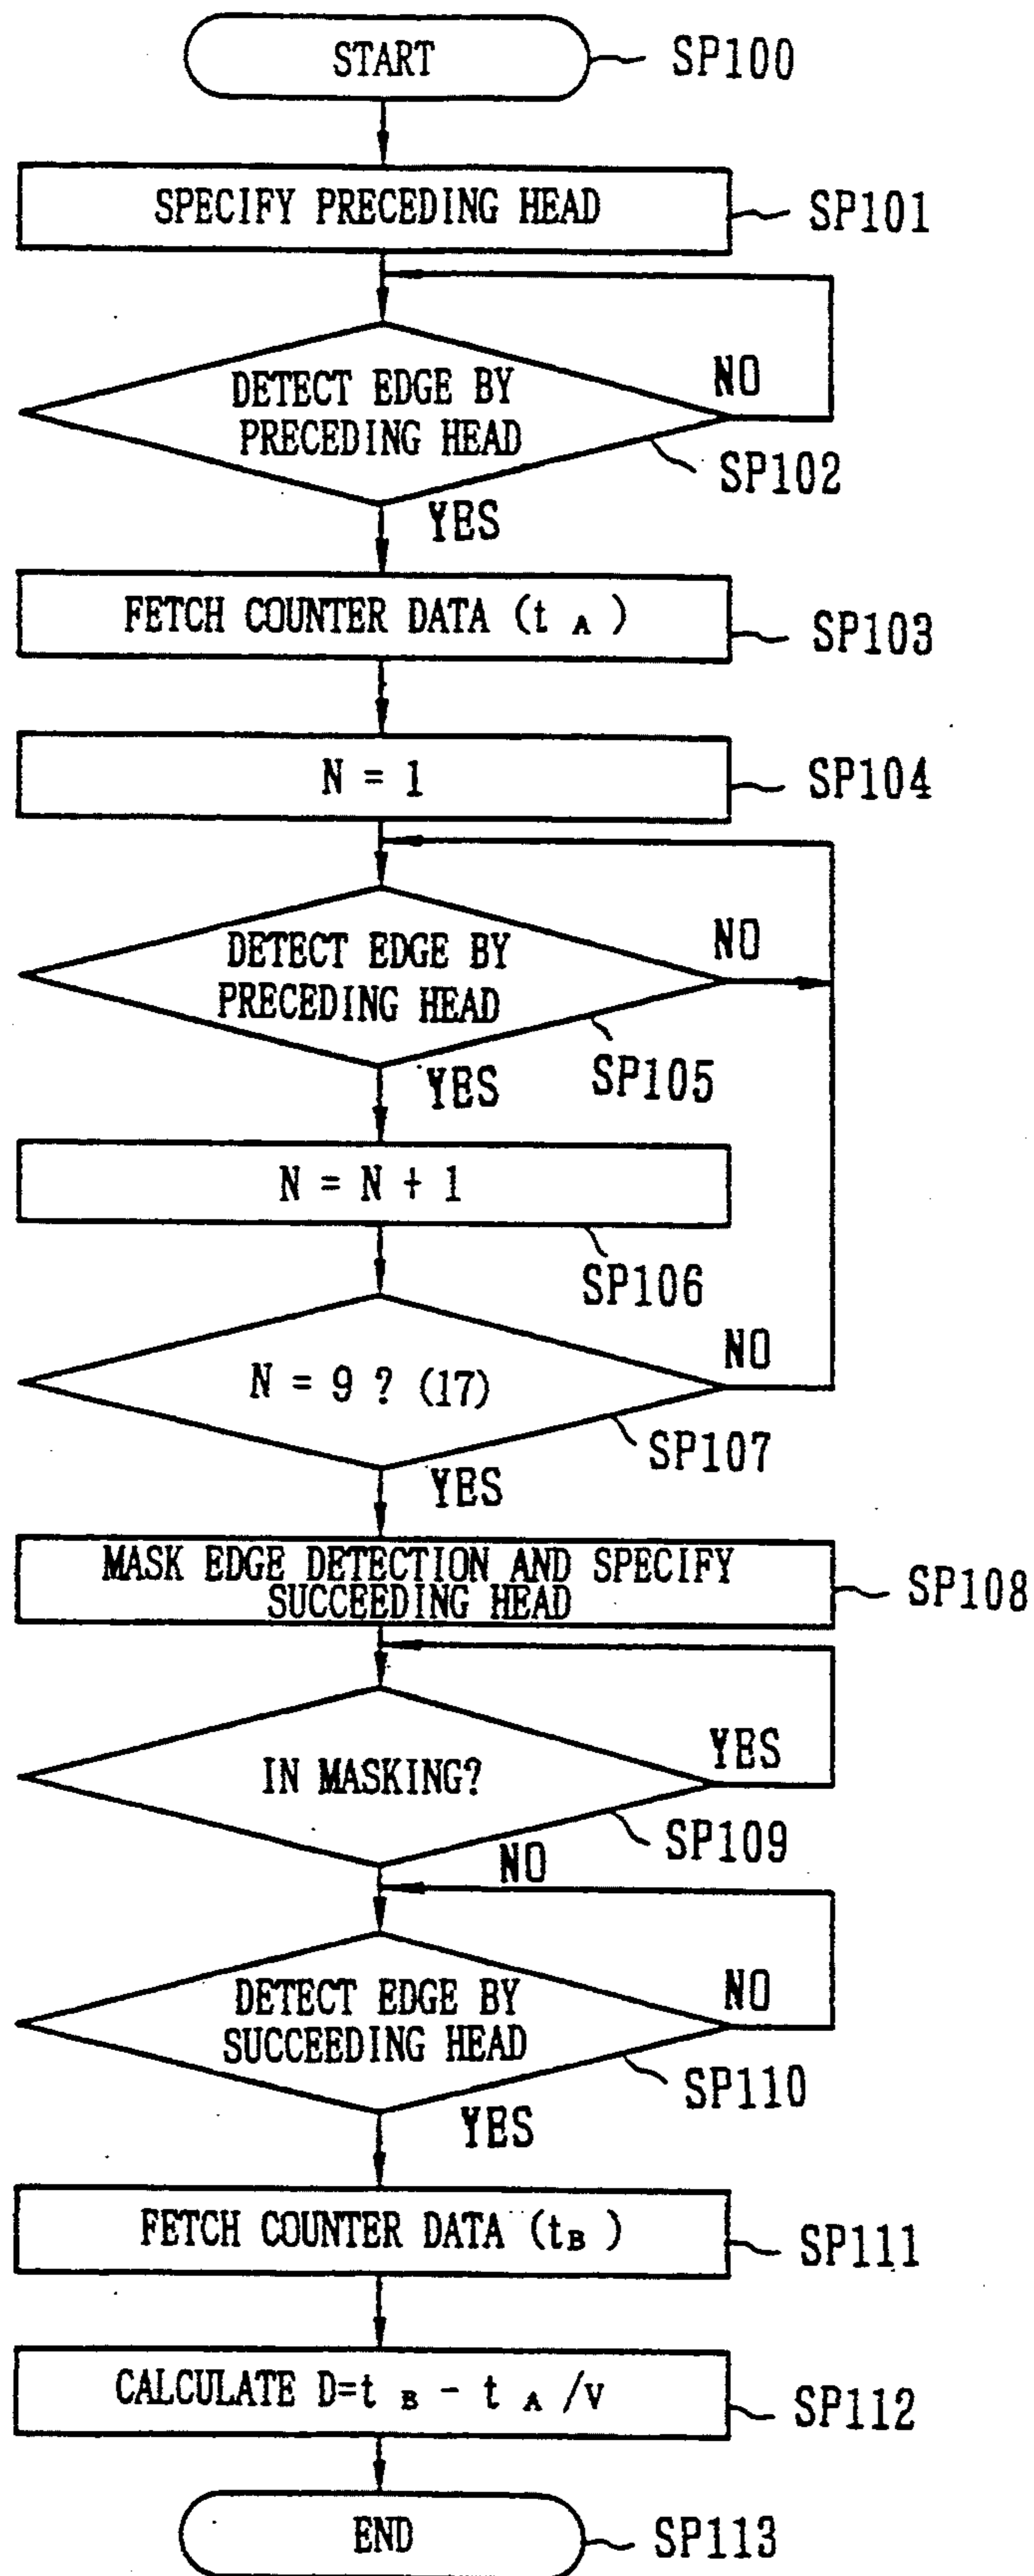 START
SP100
SPECIFY PRECEDING HEAD
SP101
DETECT EDGE BY
PRECEDING HEAD
NO
SP102
YES
FETCH COUNTER DATA (t A )
SP103
N = 1
SP104
DETECT EDGE BY
PRECEDING HEAD
NO
SP105
YES
N = N + 1
SP106
N = 9 ? (17)
NO
SP107
YES
MASK EDGE DETECTION AND SPECIFY
SUCCEEDING HEAD
SP108
IN MASKING?
YES
SP109
NO
DETECT EDGE BY
SUCCEEDING HEAD
NO
SP110
YES
FETCH COUNTER DATA (tB )
SP111
CALCULATE D=t B - t A /v
SP112
END
SP113